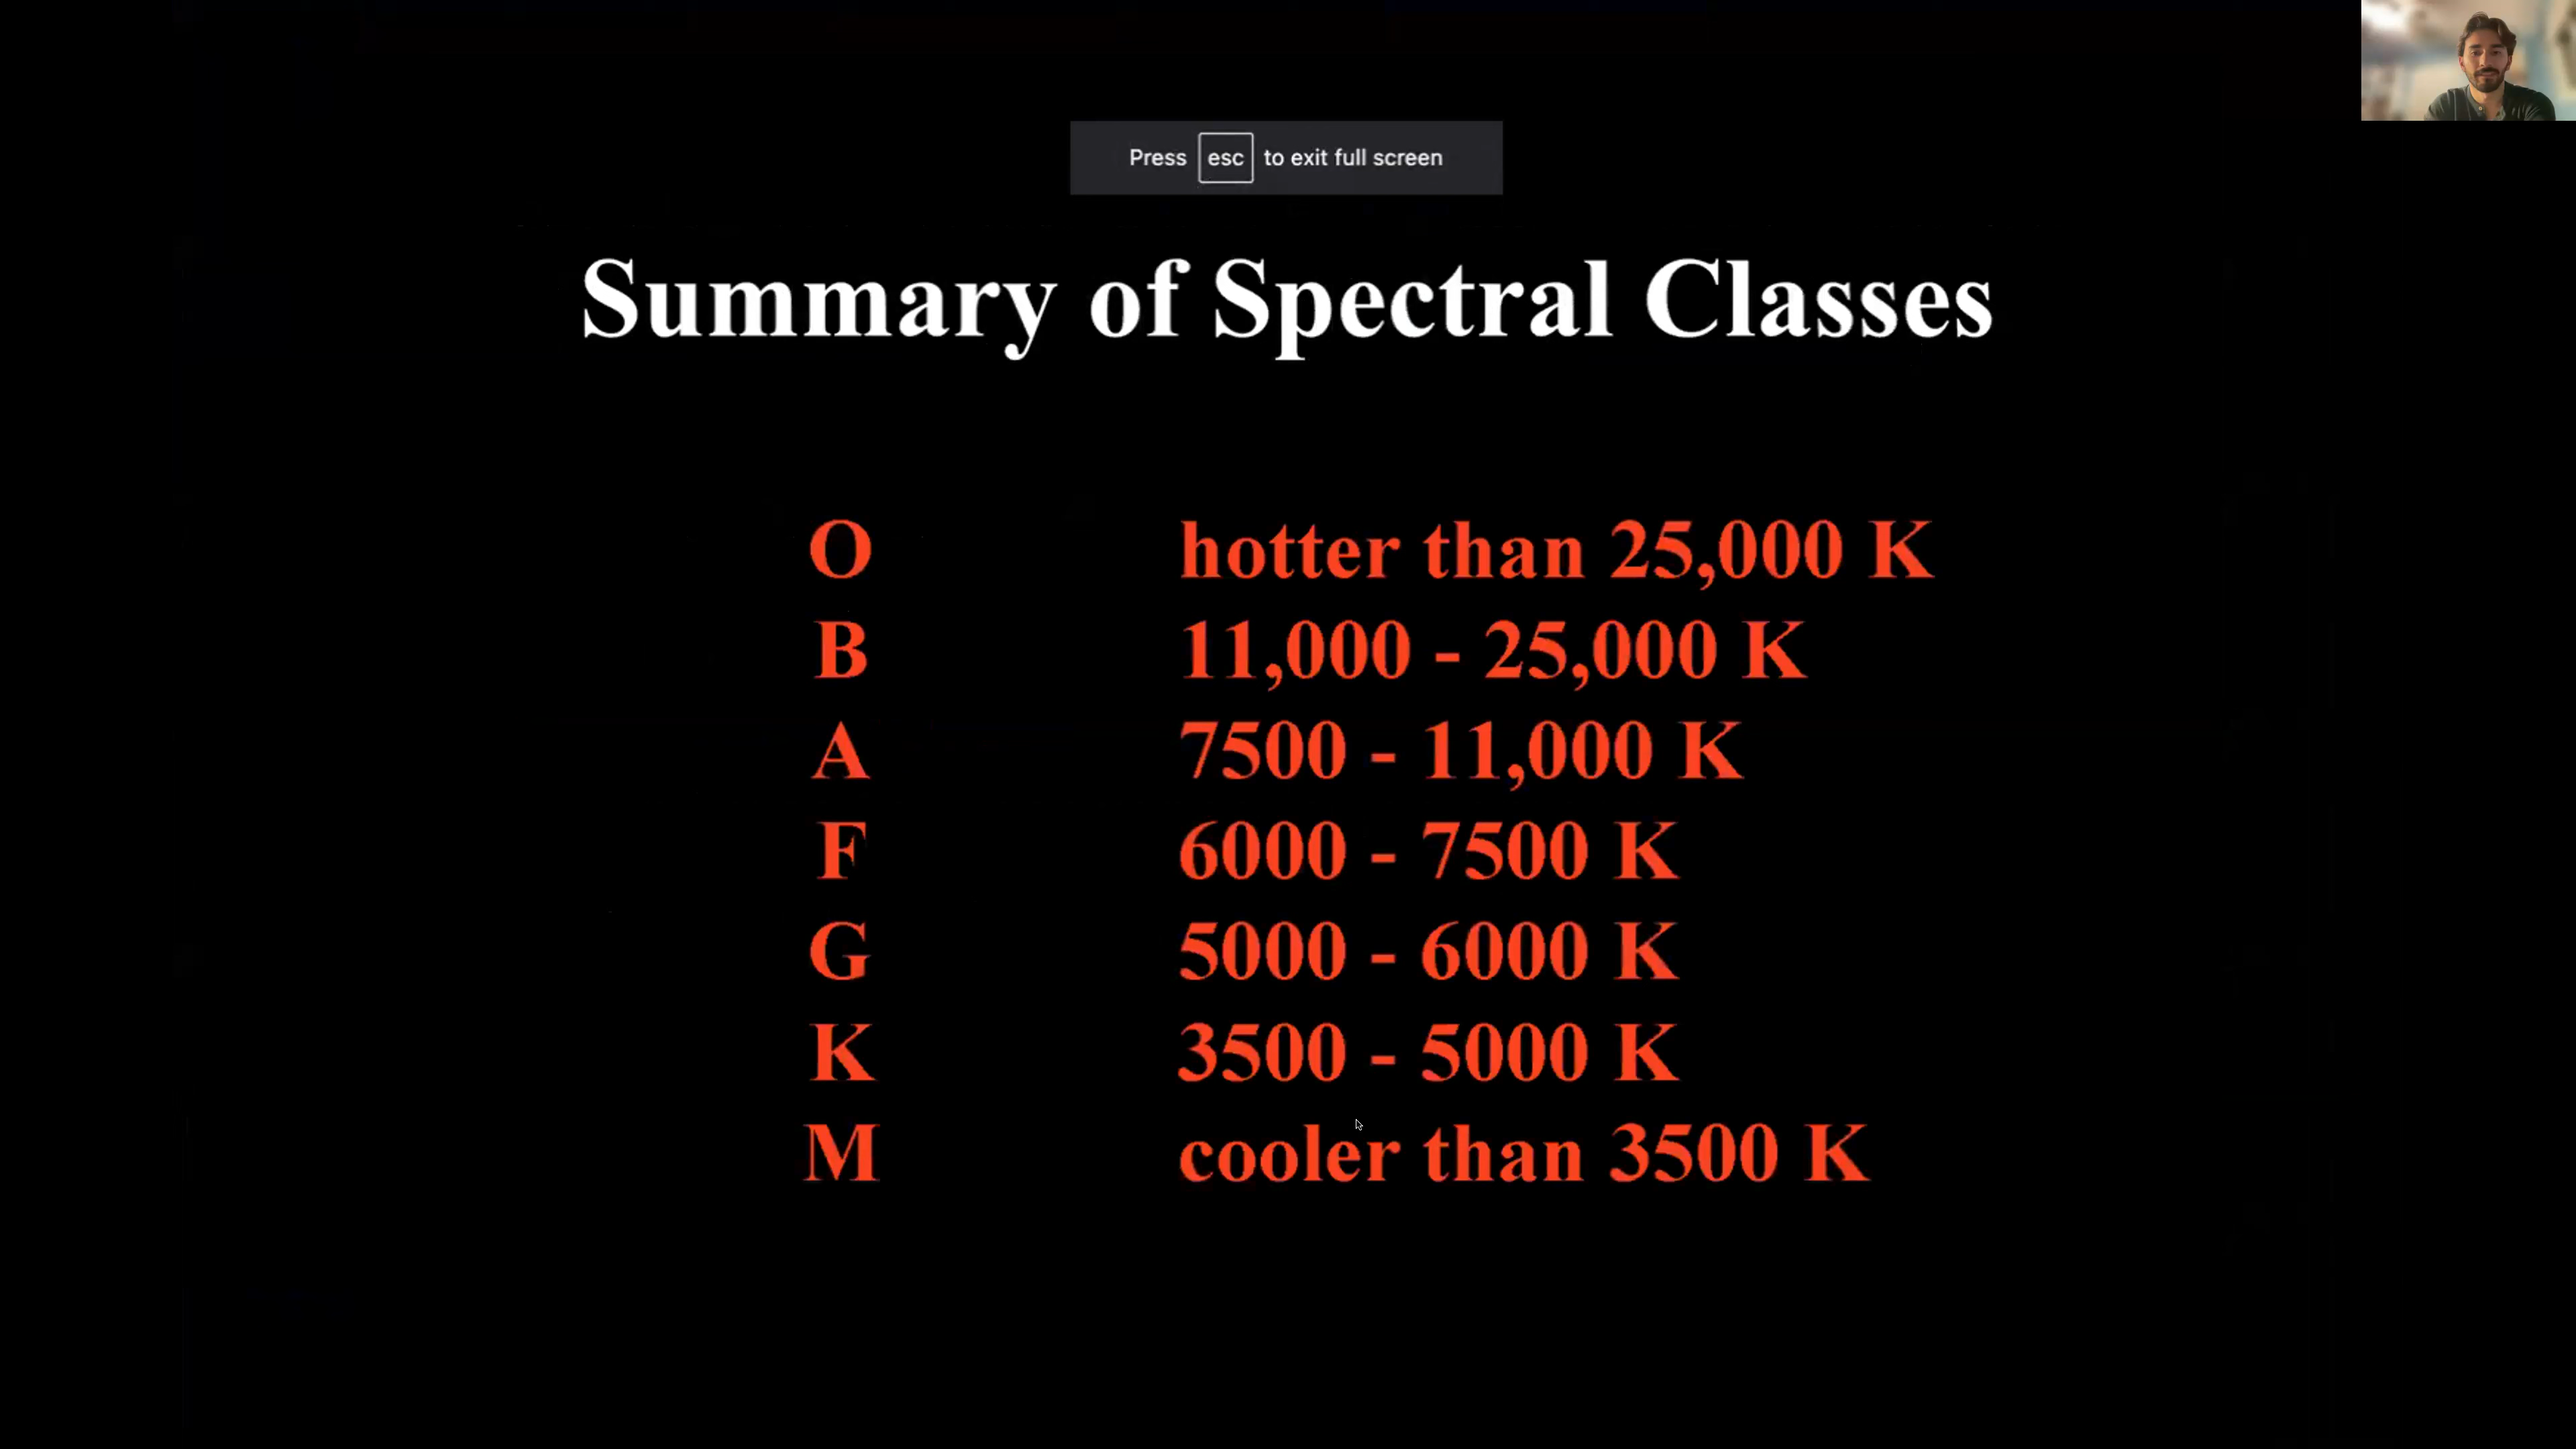 Press esc to exit full screen
Summary of Spectral Classes
O hotter than 25,000 K
B 11,000 - 25,000 K
A 7500 - 11,000 K
F 6000 - 7500 K
G 5000 - 6000 K
K 3500 - 5000 K
M cooler than 3500 K